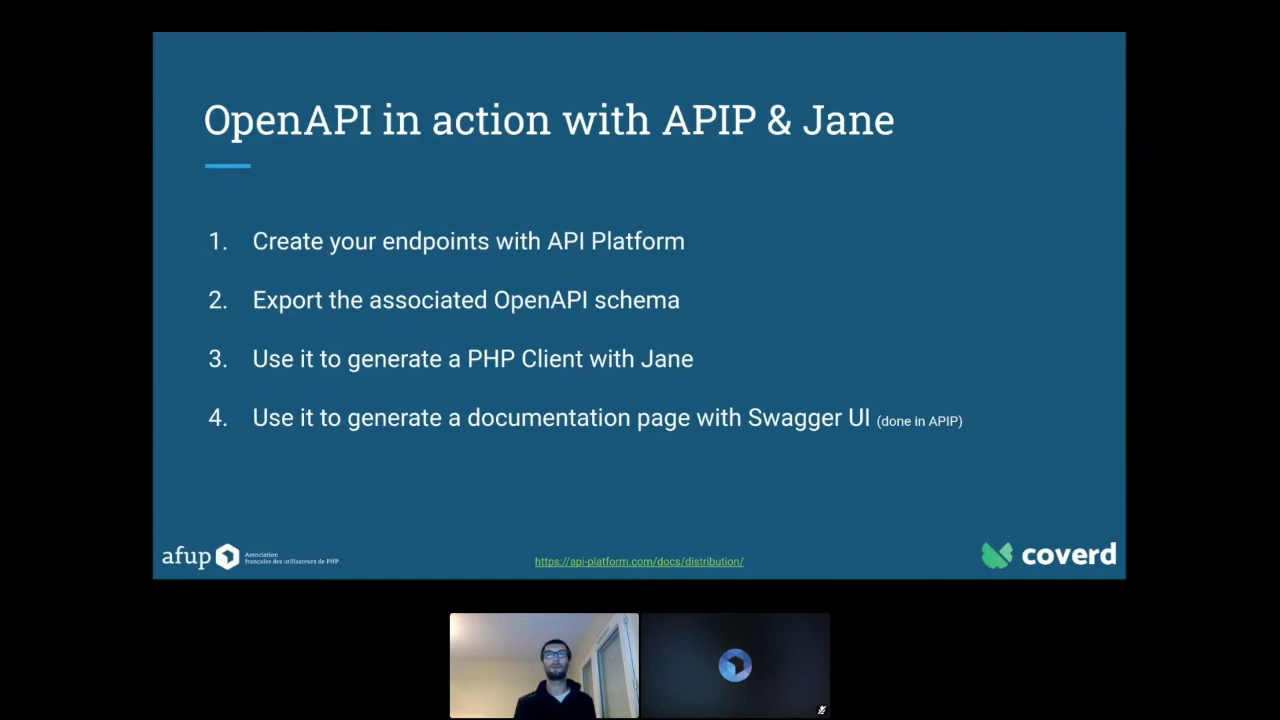 OpenAPI in action with APIP & Jane
1. Create your endpoints with API Platform
2. Export the associated OpenAPI schema
3. Use it to generate a PHP Client with Jane
4. Use it to generate a documentation page with Swagger UI (done in APIP)
afup
Association
française des utilisateurs de PHP
https://api-platform.com/docs/distribution/
coverd